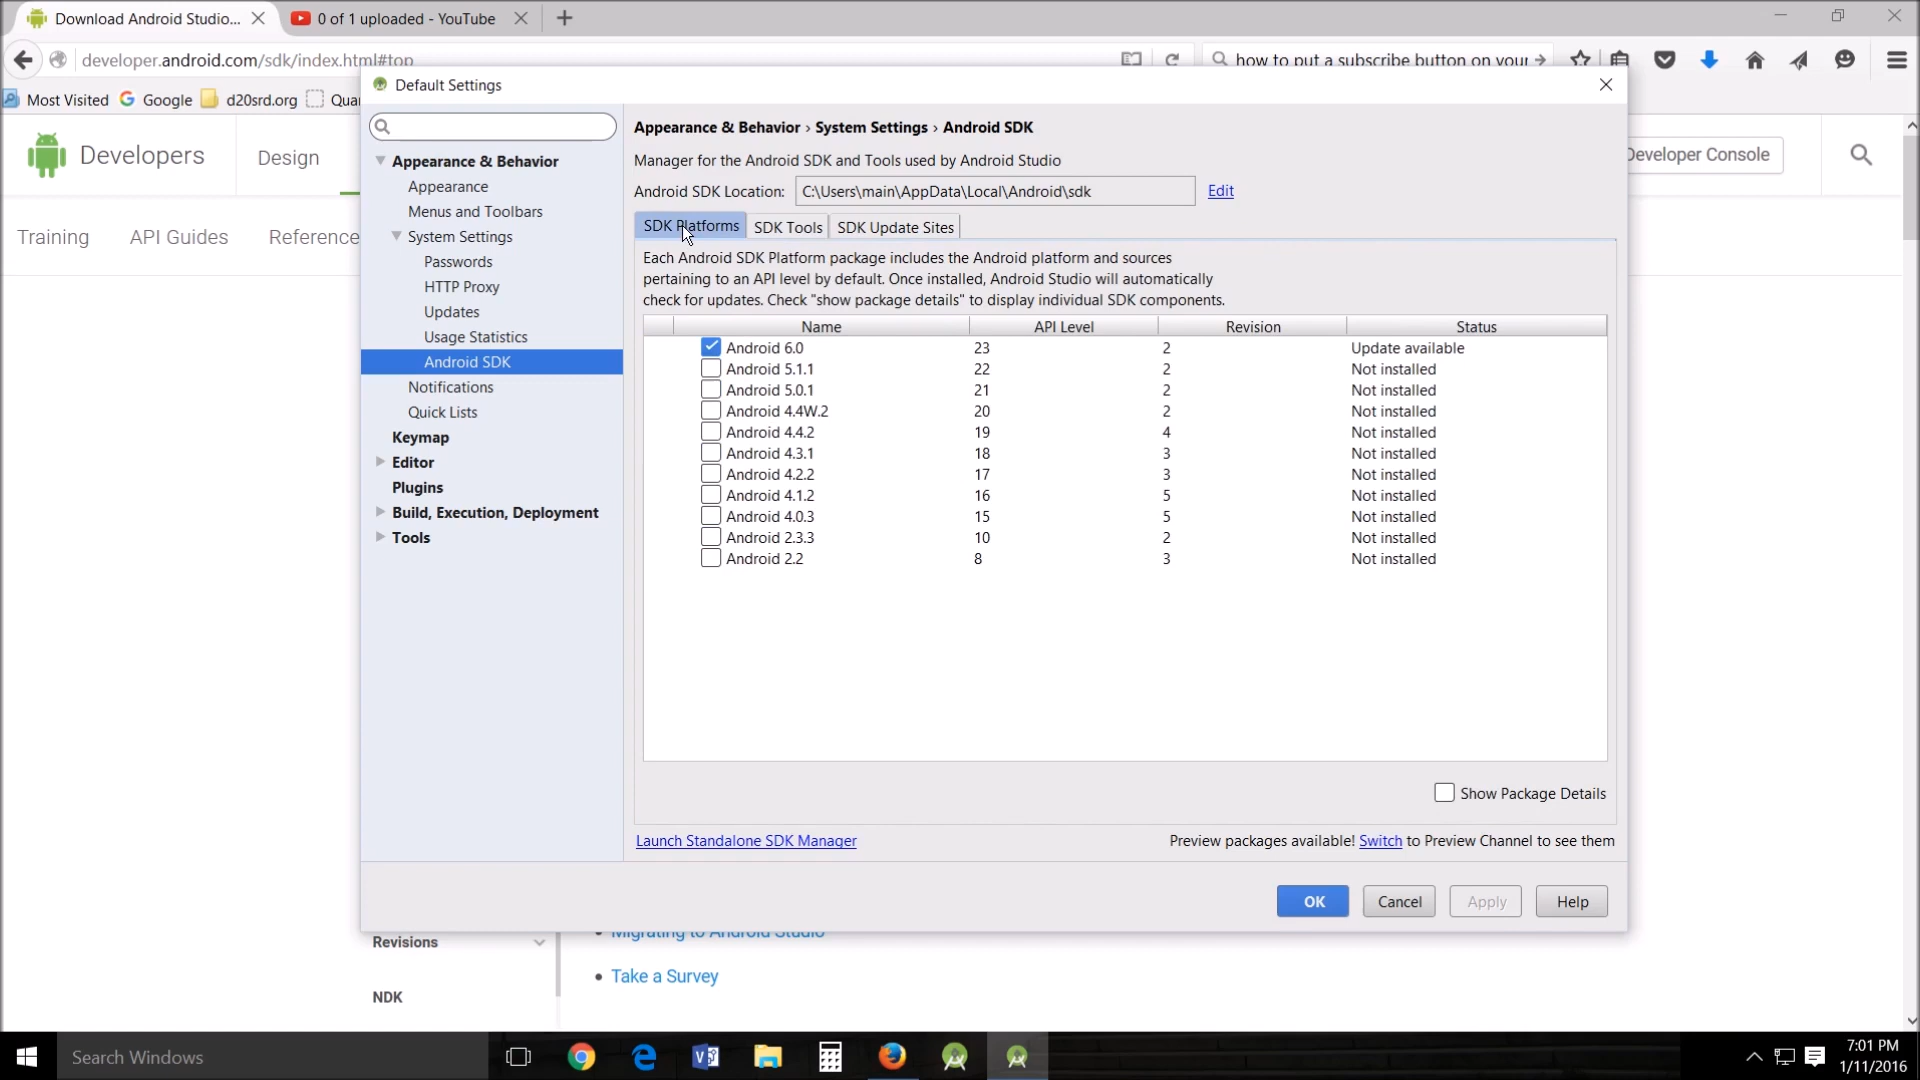 Download Android Studio...
0 of 1 uploaded - YouTube
developer.android.com/sdk/index.html#top
how to put a subscribe button on your
Most Visited
Google
d20srd.org
Default Settings
Developers
Design
Developer Console
Training
API Guides
Reference
Appearance & Behavior
Appearance
Menus and Toolbars
System Settings
Passwords
HTTP Proxy
Updates
Usage Statistics
Android SDK
Notifications
Quick Lists
Keymap
Editor
Plugins
Build, Execution, Deployment
Tools
Appearance & Behavior › System Settings › Android SDK
Manager for the Android SDK and Tools used by Android Studio
Android SDK Location: C:\Users\main\AppData\Local\Android\sdk Edit
SDK Platforms SDK Tools SDK Update Sites
Each Android SDK Platform package includes the Android platform and sources
pertaining to an API level by default. Once installed, Android Studio will automatically
check for updates. Check "show package details" to display individual SDK components.
Name API Level Revision Status
Android 6.0 23 2 Update available
Android 5.1.1 22 2 Not installed
Android 5.0.1 21 2 Not installed
Android 4.4W.2 20 2 Not installed
Android 4.4.2 19 4 Not installed
Android 4.3.1 18 3 Not installed
Android 4.2.2 17 3 Not installed
Android 4.1.2 16 5 Not installed
Android 4.0.3 15 5 Not installed
Android 2.3.3 10 2 Not installed
Android 2.2 8 3 Not installed
Show Package Details
Launch Standalone SDK Manager
Preview packages available! Switch to Preview Channel to see them
OK Cancel Apply Help
Revisions
NDK
Migrating to Android Studio
Take a Survey
Search Windows
7:01 PM
1/11/2016